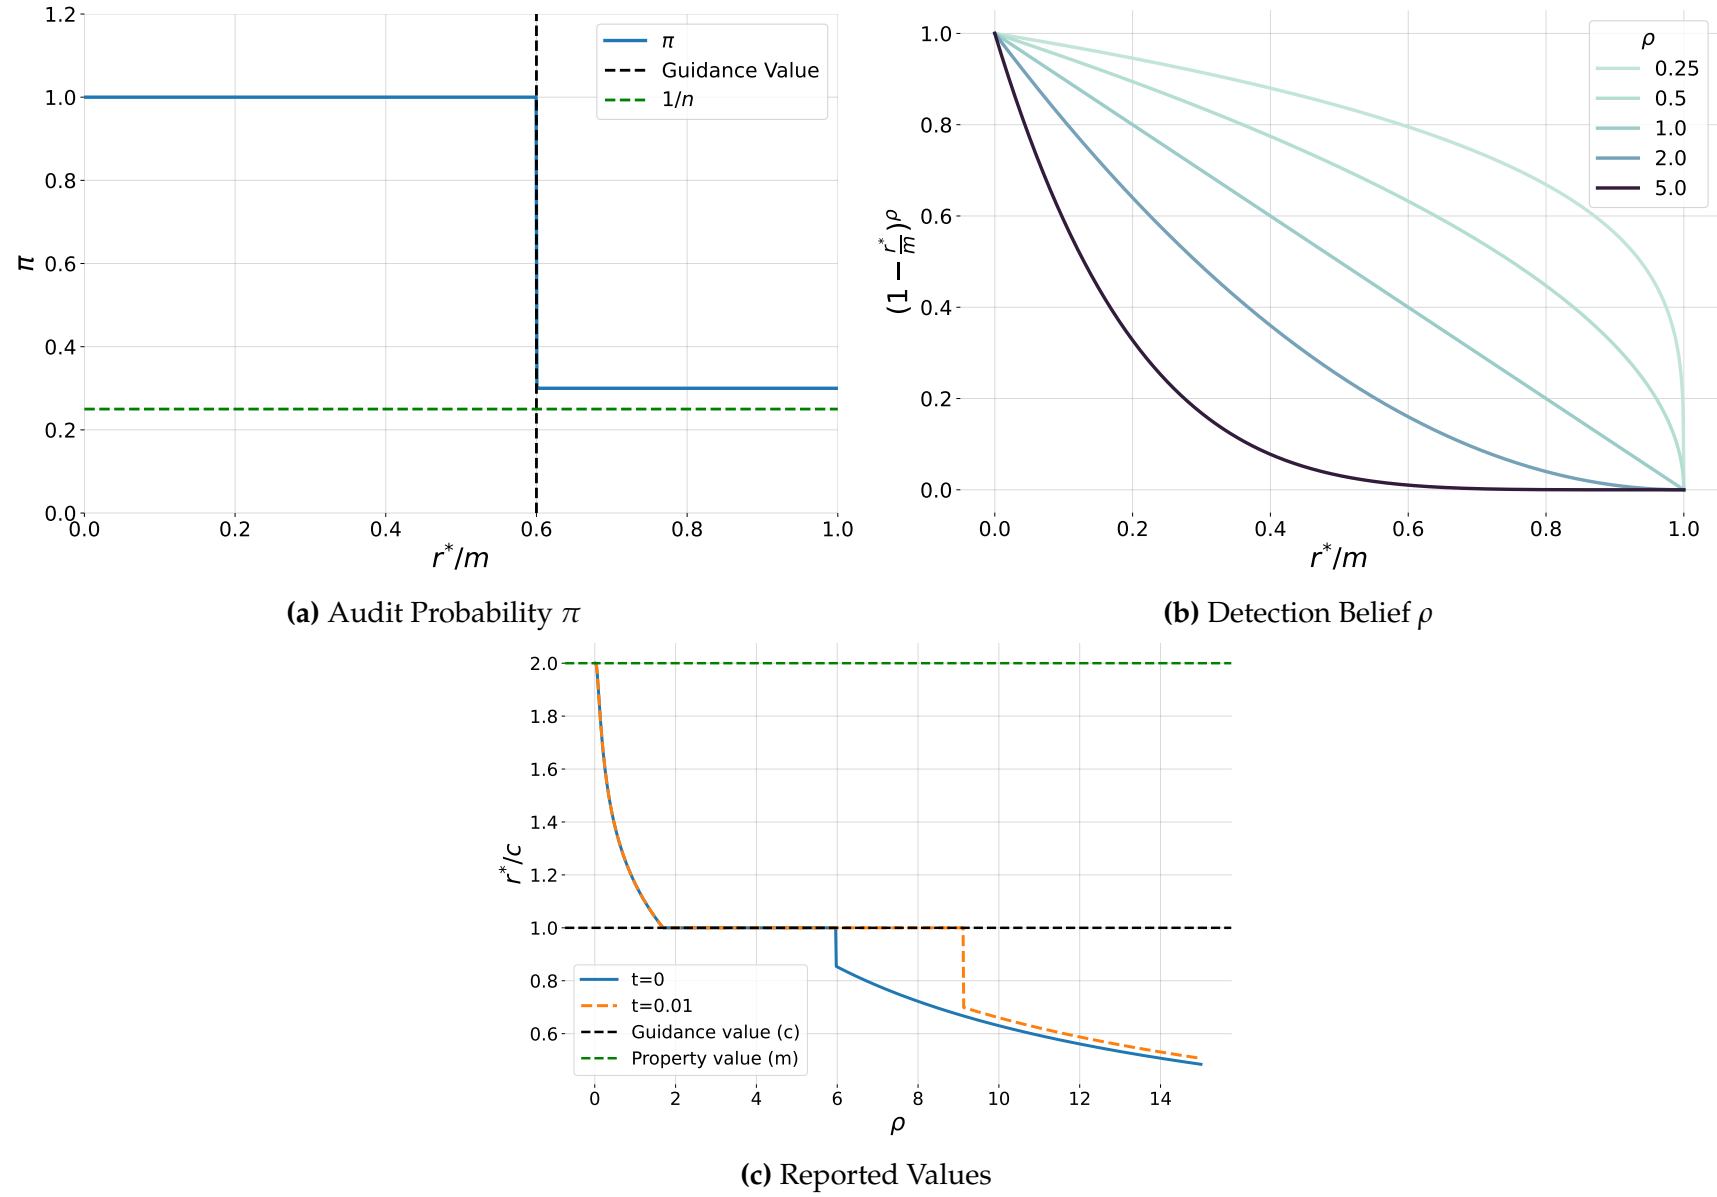 1.2
1.0
0.8
0.6
0.4
0.2
0.0
π
0.0 0.2 0.4 0.6 0.8 1.0
r*/m
π
Guidance Value
1/n
(a) Audit Probability π
1.0
0.8
0.6
0.4
0.2
0.0
(1 − r*/m)^ρ
0.0 0.2 0.4 0.6 0.8 1.0
r*/m
ρ
0.25
0.5
1.0
2.0
5.0
(b) Detection Belief ρ
2.0
1.8
1.6
1.4
1.2
1.0
0.8
0.6
r*/c
t=0
t=0.01
Guidance value (c)
Property value (m)
0 2 4 6 8 10 12 14
ρ
(c) Reported Values